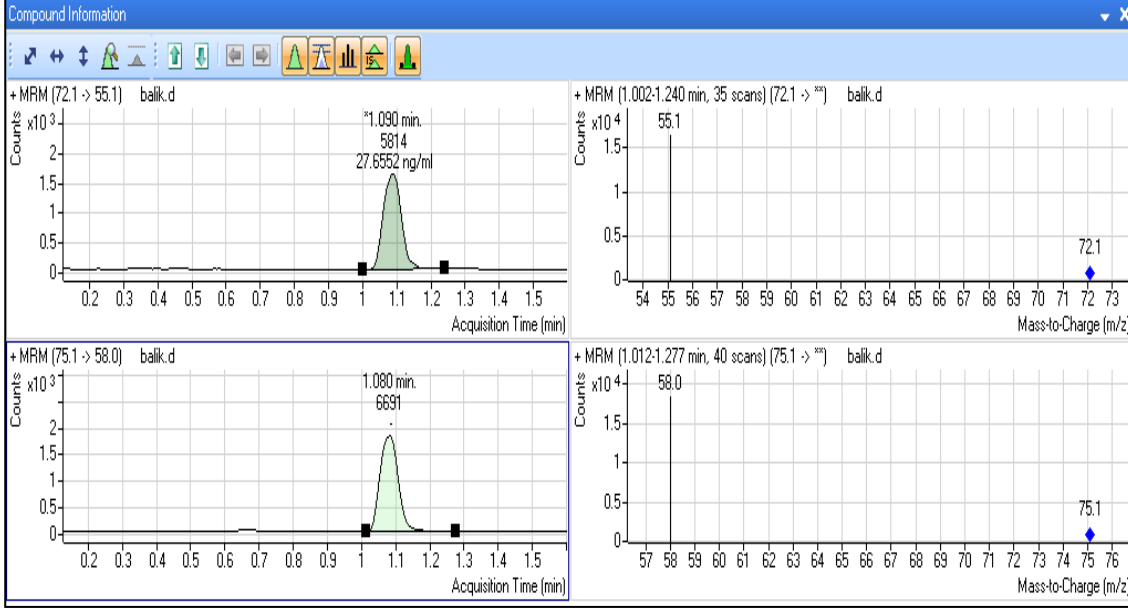 Compound Information
IS
+ MRM (72.1 -> 55.1) balik.d
x10 3
Counts
2
1.5
1
0.5
0
*1.090 min.
5814
27.6552 ng/ml
0.2 0.3 0.4 0.5 0.6 0.7 0.8 0.9 1 1.1 1.2 1.3 1.4 1.5
Acquisition Time (min)
+ MRM (1.002-1.240 min, 35 scans) (72.1 -> **) balik.d
x10 4
Counts
1.5
1
0.5
0
55.1
72.1
54 55 56 57 58 59 60 61 62 63 64 65 66 67 68 69 70 71 72 73
Mass-to-Charge (m/z)
+ MRM (75.1 -> 58.0) balik.d
x10 3
Counts
2
1.5
1
0.5
0
1.080 min.
6691
0.2 0.3 0.4 0.5 0.6 0.7 0.8 0.9 1 1.1 1.2 1.3 1.4 1.5
Acquisition Time (min)
+ MRM (1.012-1.277 min, 40 scans) (75.1 -> **) balik.d
x10 4
Counts
1.5
1
0.5
0
58.0
75.1
57 58 59 60 61 62 63 64 65 66 67 68 69 70 71 72 73 74 75 76
Mass-to-Charge (m/z)